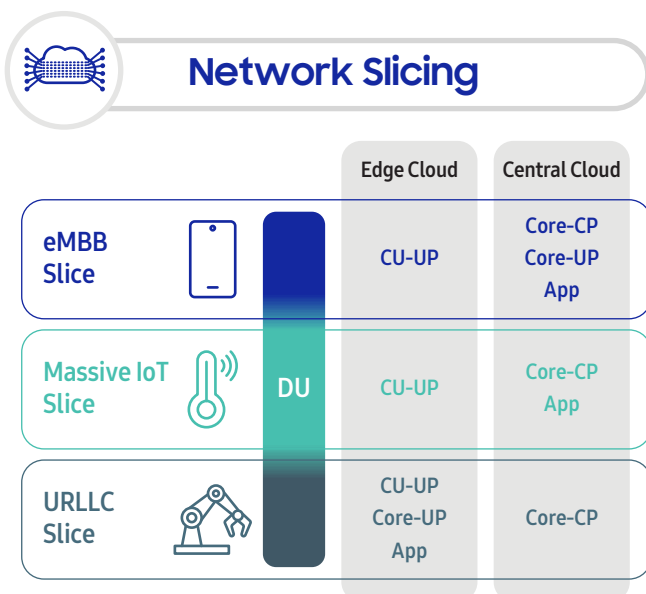 Network Slicing
Edge Cloud
Central Cloud
eMBB
Slice
CU-UP
Core-CP
Core-UP
App
Massive IoT
Slice
DU
CU-UP
Core-CP
App
URLLC
Slice
CU-UP
Core-UP
App
Core-CP